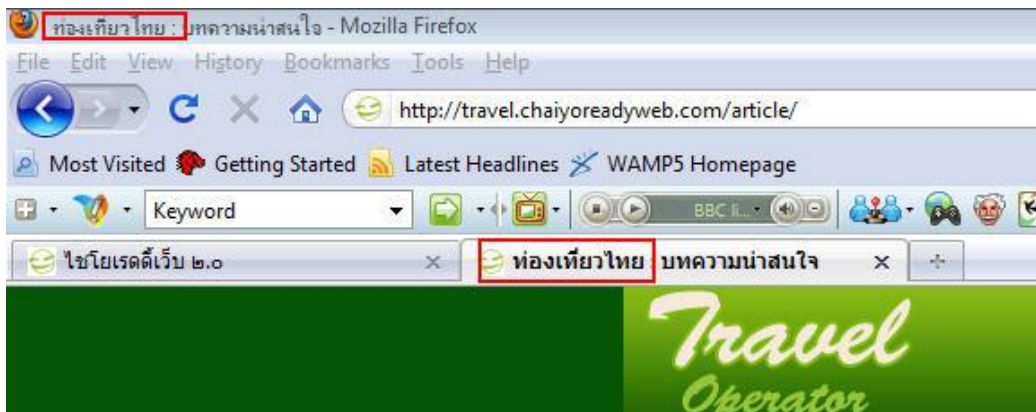 ท่องเที่ยวไทย : บทความน่าสนใจ - Mozilla Firefox
File Edit View History Bookmarks Tools Help
http://travel.chaiyoreadyweb.com/article/
Most Visited Getting Started Latest Headlines WAMP5 Homepage
Keyword BBC li...
ไชโยเรดดี้เว็บ ๒.๐ ท่องเที่ยวไทย : บทความน่าสนใจ
Travel
Operator